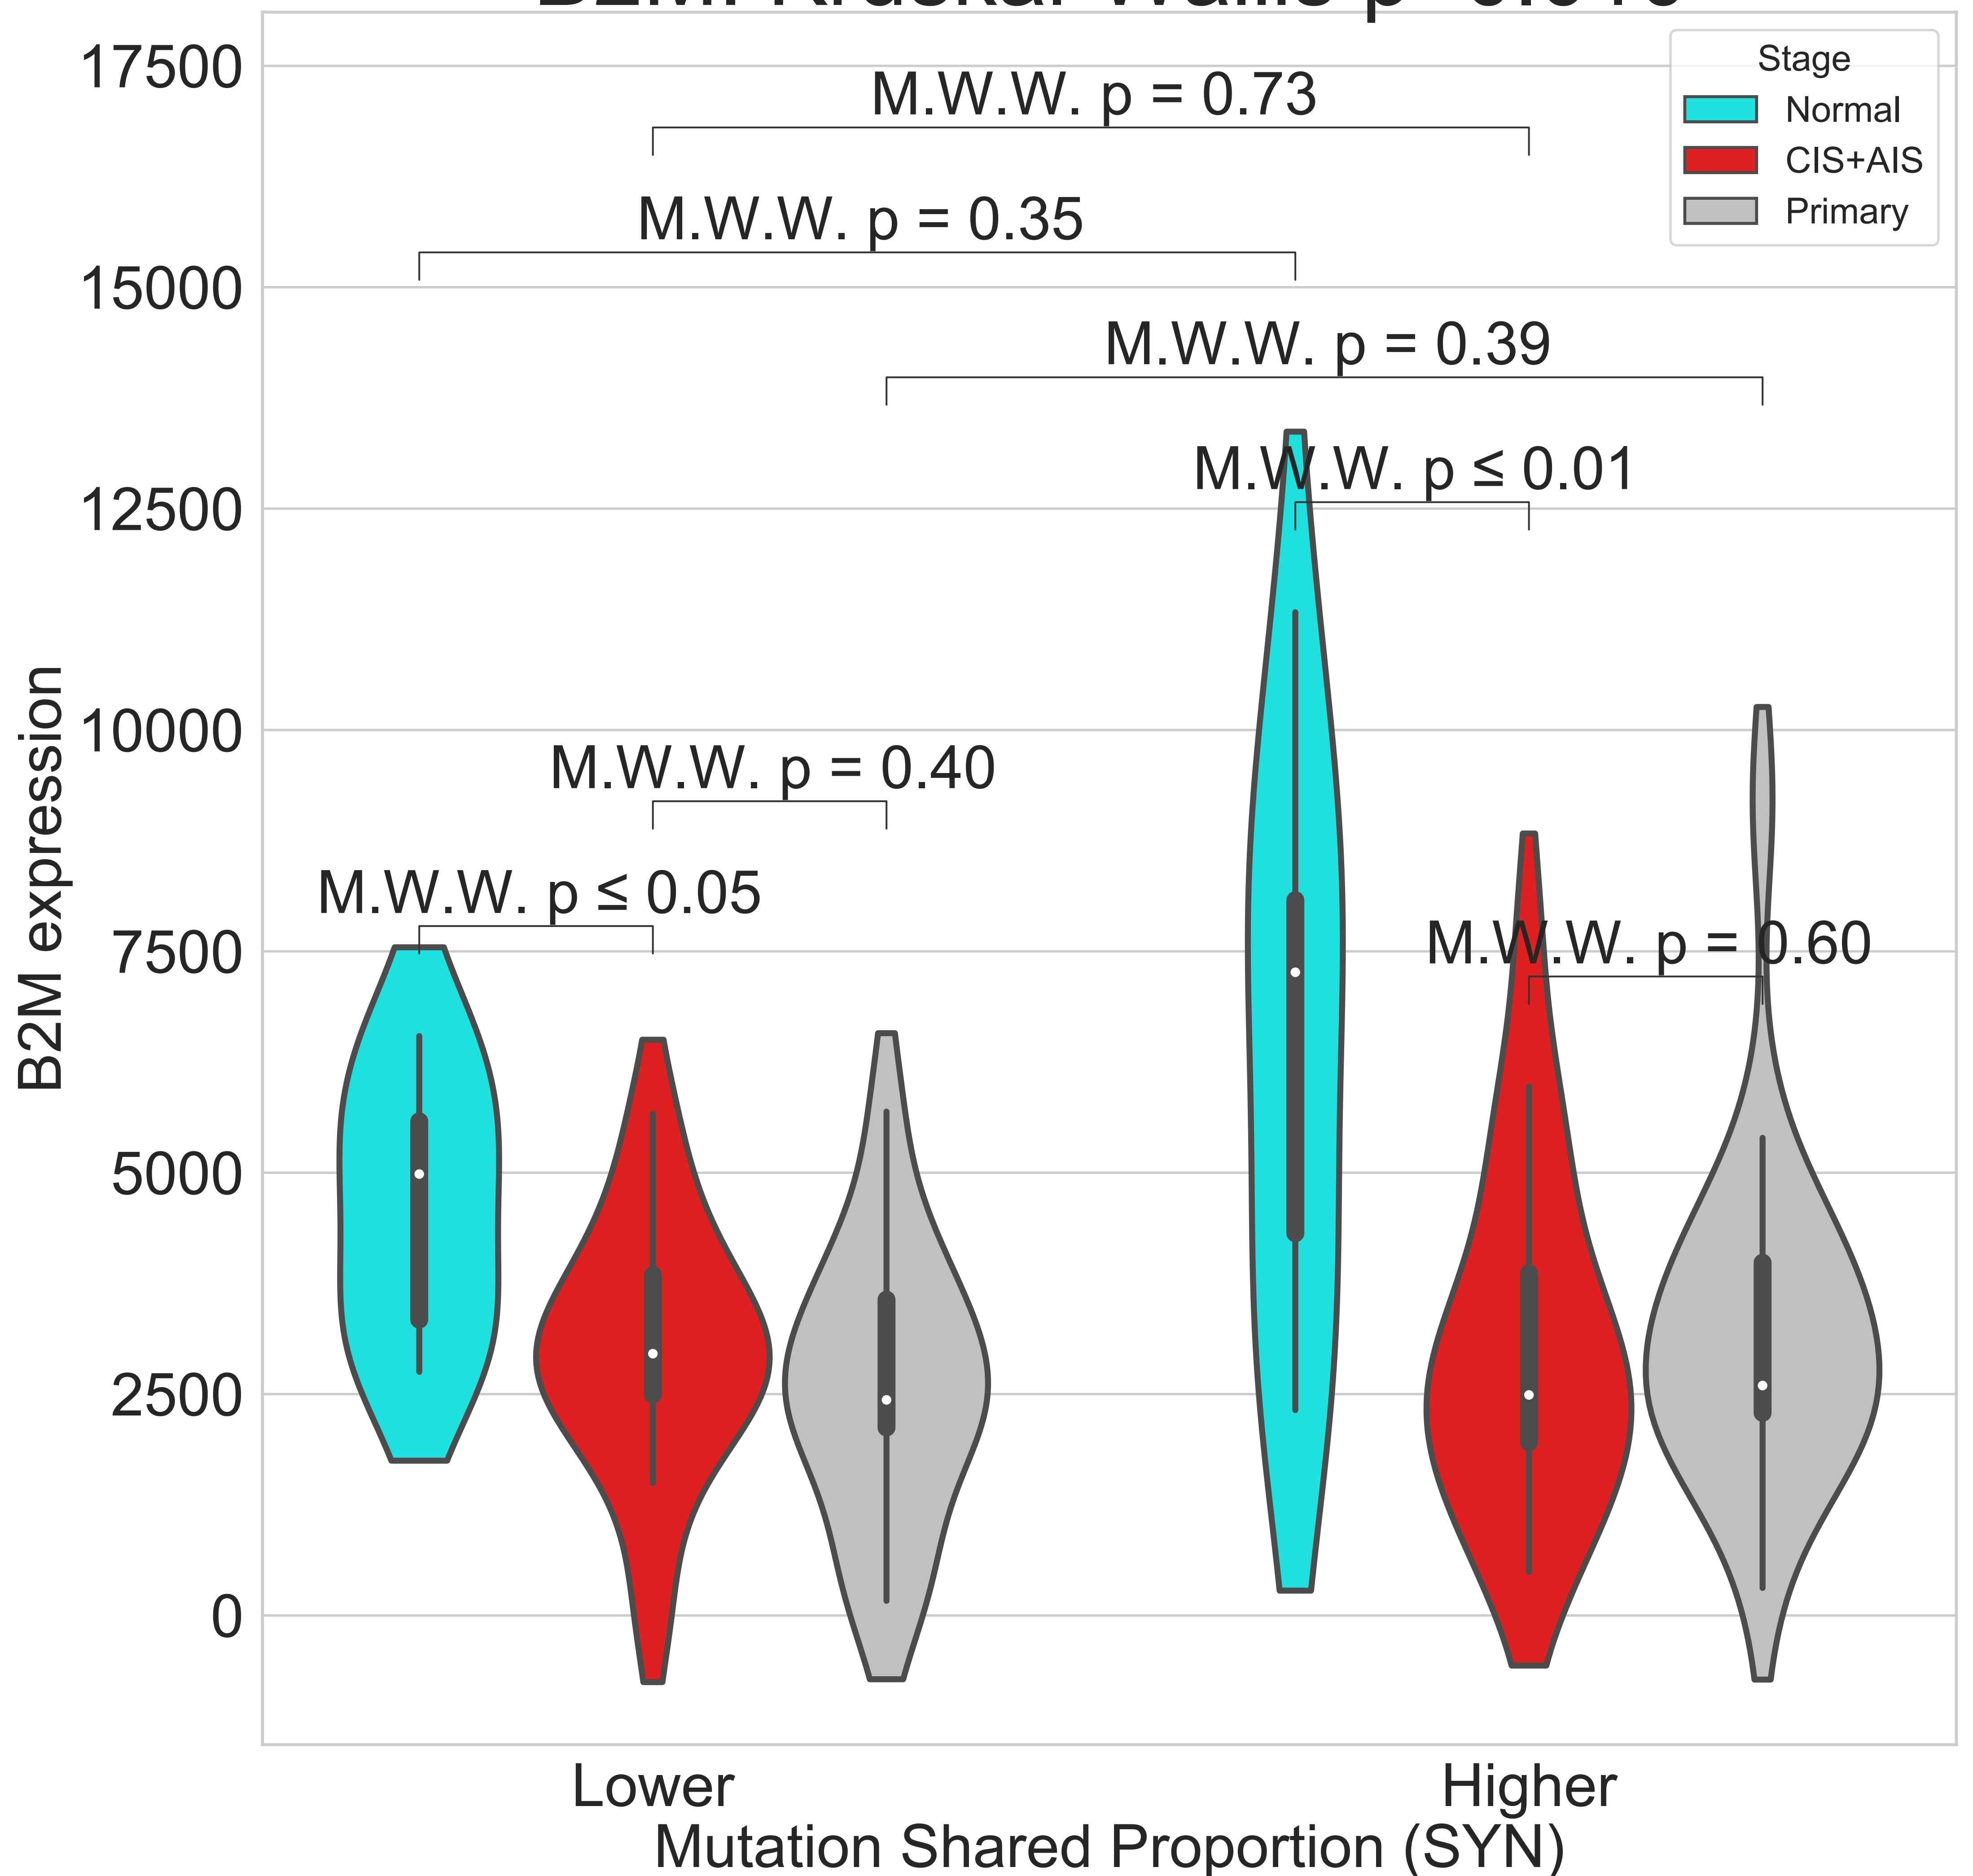 17500
15000
12500
10000
7500
5000
2500
0
B2M expression
M.W.W. p = 0.73
M.W.W. p = 0.35
M.W.W. p = 0.39
M.W.W. p ≤ 0.01
M.W.W. p = 0.40
M.W.W. p ≤ 0.05
M.W.W. p = 0.60
Stage
Normal
CIS+AIS
Primary
Lower
Higher
Mutation Shared Proportion (SYN)